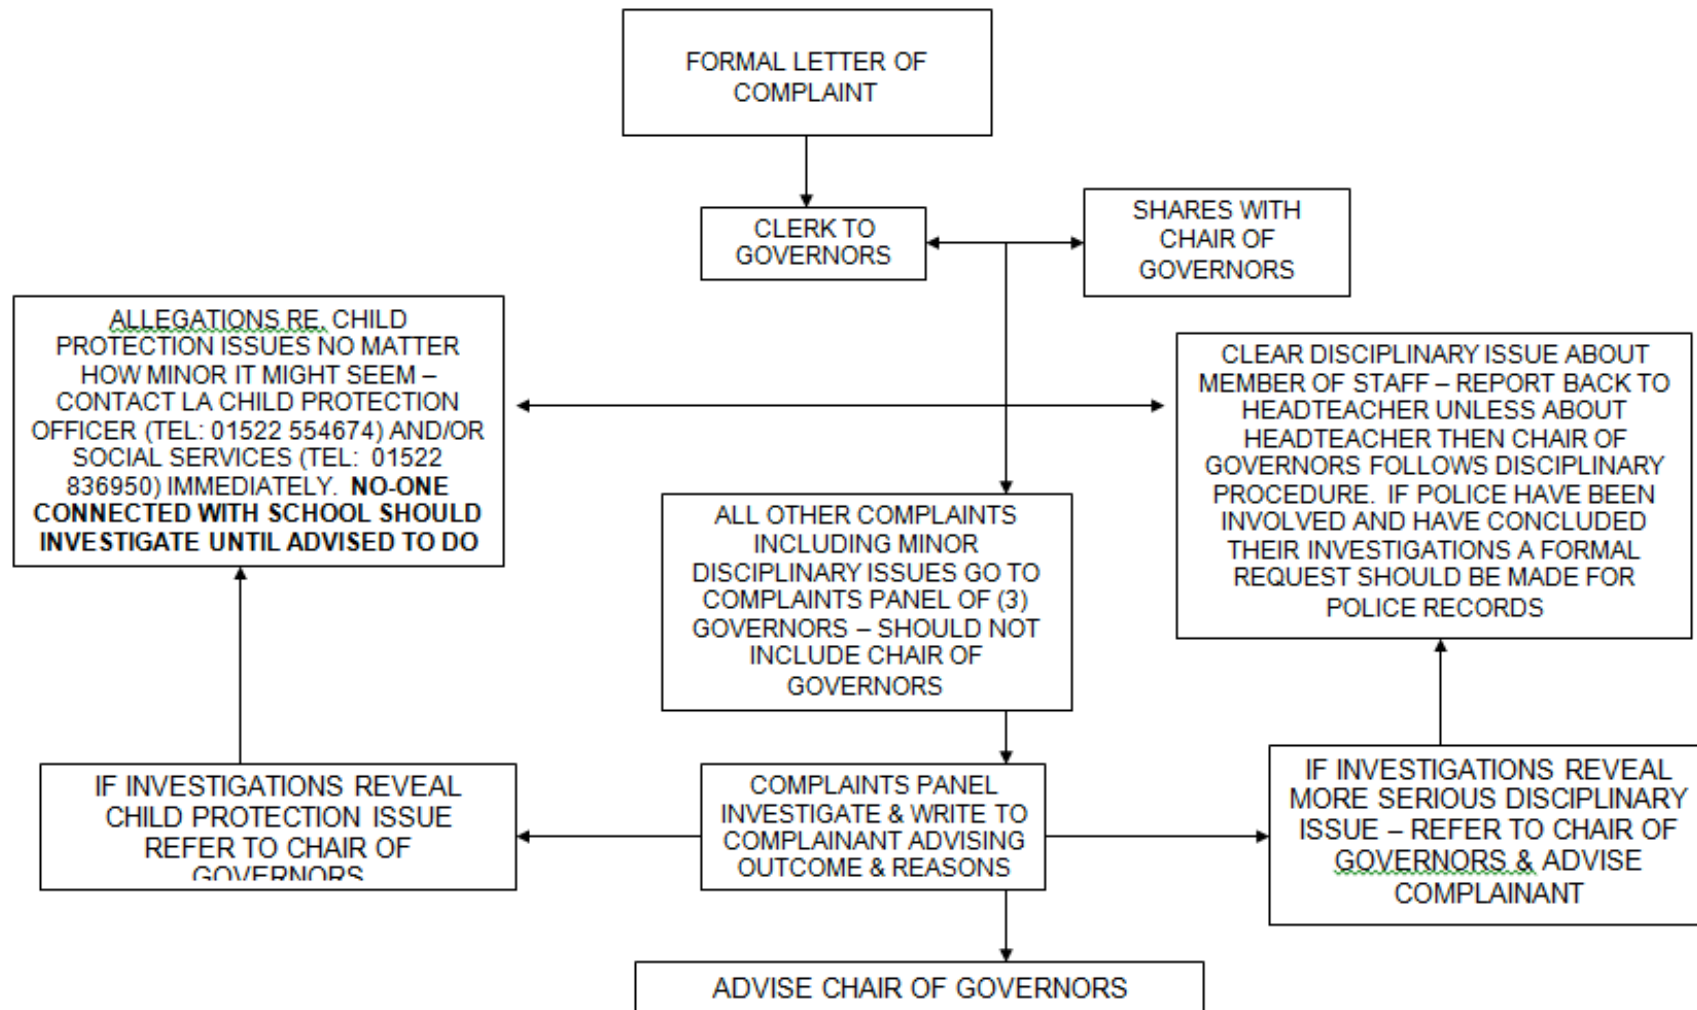 FORMAL LETTER OF
COMPLAINT
CLERK TO
GOVERNORS
SHARES WITH
CHAIR OF
GOVERNORS
ALLEGATIONS RE. CHILD
PROTECTION ISSUES NO MATTER
HOW MINOR IT MIGHT SEEM –
CONTACT LA CHILD PROTECTION
OFFICER (TEL: 01522 554674) AND/OR
SOCIAL SERVICES (TEL:  01522
836950) IMMEDIATELY.  NO-ONE
CONNECTED WITH SCHOOL SHOULD
INVESTIGATE UNTIL ADVISED TO DO
CLEAR DISCIPLINARY ISSUE ABOUT
MEMBER OF STAFF – REPORT BACK TO
HEADTEACHER UNLESS ABOUT
HEADTEACHER THEN CHAIR OF
GOVERNORS FOLLOWS DISCIPLINARY
PROCEDURE.  IF POLICE HAVE BEEN
INVOLVED AND HAVE CONCLUDED
THEIR INVESTIGATIONS A FORMAL
REQUEST SHOULD BE MADE FOR
POLICE RECORDS
ALL OTHER COMPLAINTS
INCLUDING MINOR
DISCIPLINARY ISSUES GO TO
COMPLAINTS PANEL OF (3)
GOVERNORS – SHOULD NOT
INCLUDE CHAIR OF
GOVERNORS
IF INVESTIGATIONS REVEAL
CHILD PROTECTION ISSUE
REFER TO CHAIR OF
GOVERNORS
COMPLAINTS PANEL
INVESTIGATE & WRITE TO
COMPLAINANT ADVISING
OUTCOME & REASONS
IF INVESTIGATIONS REVEAL
MORE SERIOUS DISCIPLINARY
ISSUE – REFER TO CHAIR OF
GOVERNORS & ADVISE
COMPLAINANT
ADVISE CHAIR OF GOVERNORS